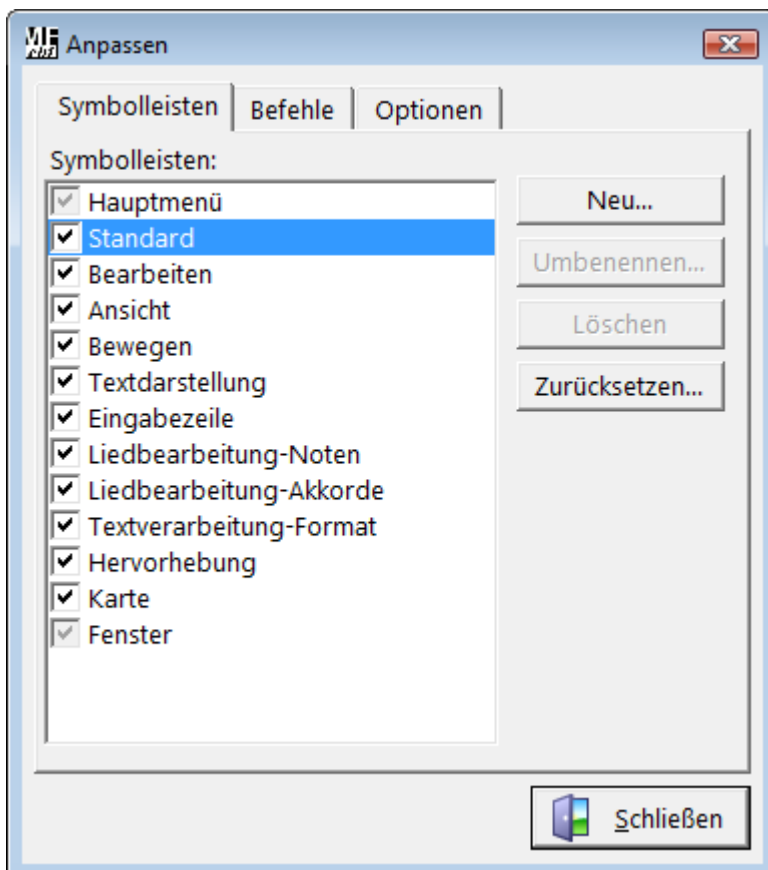 Anpassen
Symbolleisten Befehle Optionen
Symbolleisten:
Hauptmenü
Standard
Bearbeiten
Ansicht
Bewegen
Textdarstellung
Eingabezeile
Liedbearbeitung-Noten
Liedbearbeitung-Akkorde
Textverarbeitung-Format
Hervorhebung
Karte
Fenster
Neu...
Umbenennen...
Löschen
Zurücksetzen...
Schließen